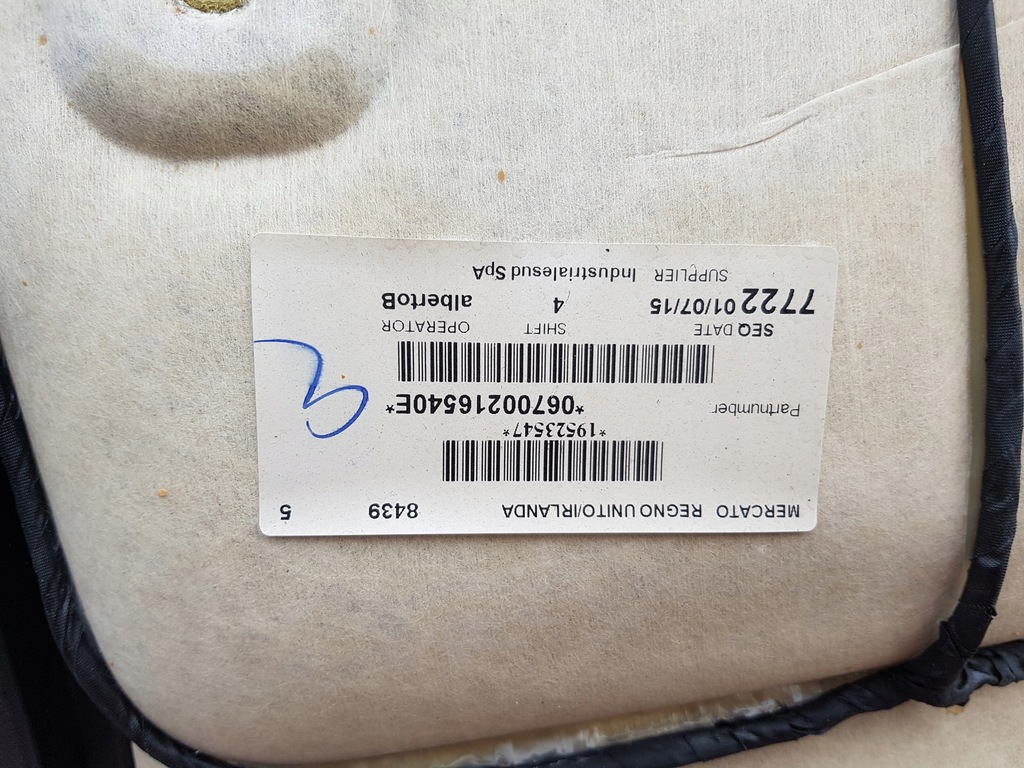 MERCATO REGNO UNITO/IRLANDA 8439 5
*19523547*
Partnumber *06700216540E*
SEQ DATE SHIFT OPERATOR
7722 01/07/15 4 albertoB
SUPPLIER Industrialesud SpA